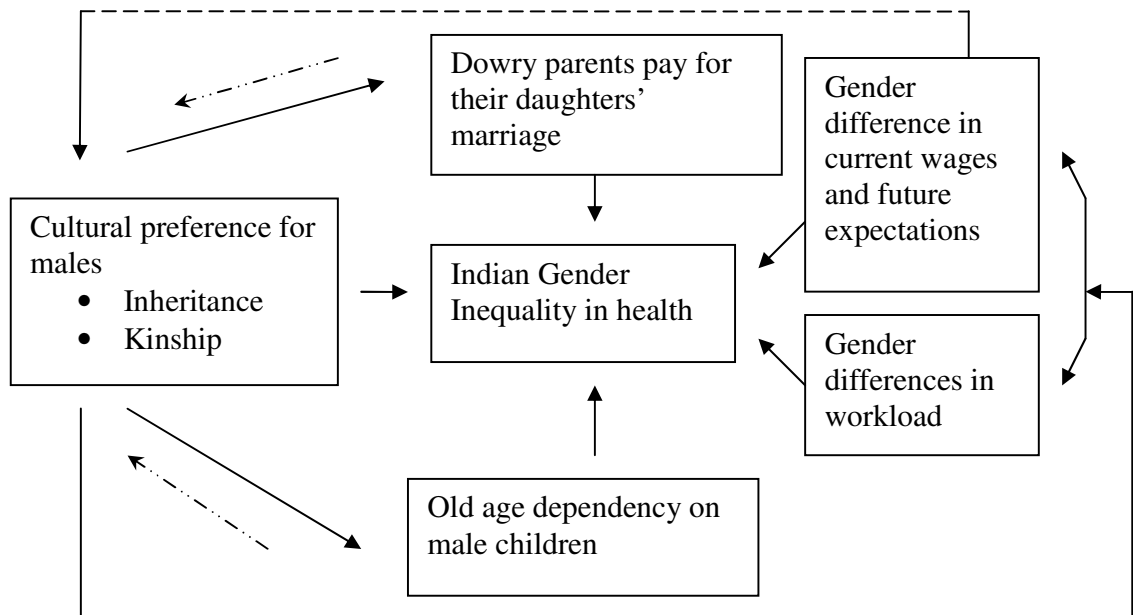 Dowry parents pay for
their daughters’
marriage
Gender
difference in
current wages
and future
expectations
Cultural preference for
males
• Inheritance
• Kinship
Indian Gender
Inequality in health
Gender
differences in
workload
Old age dependency on
male children